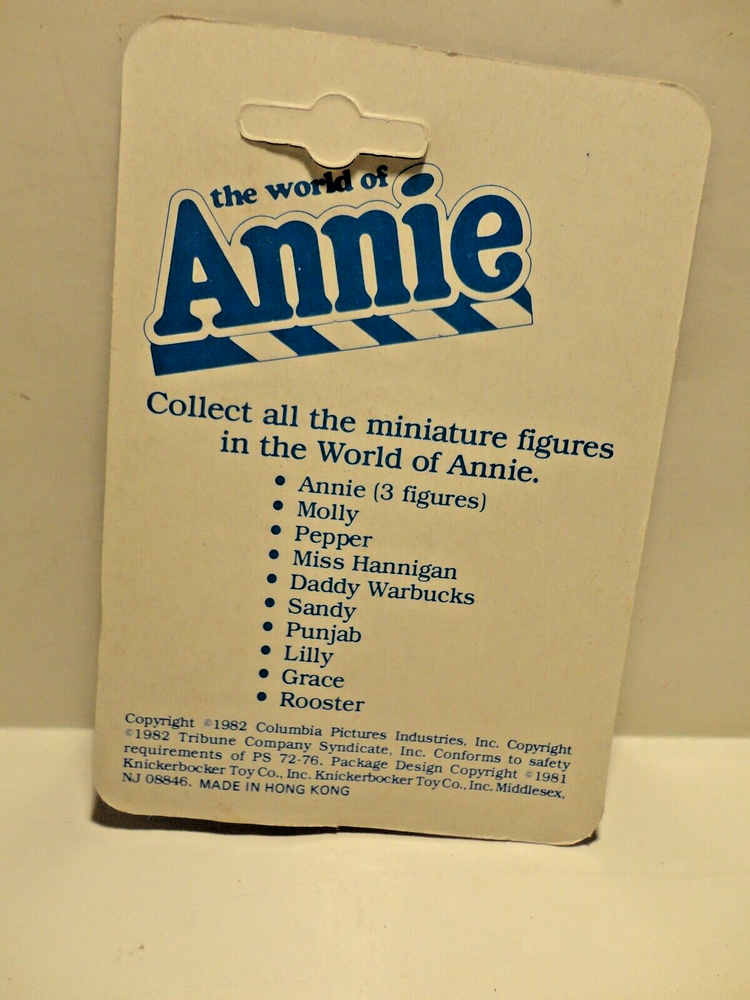 the world of
Annie
Collect all the miniature figures
in the World of Annie.
• Annie (3 figures)
• Molly
• Pepper
• Miss Hannigan
• Daddy Warbucks
• Sandy
• Punjab
• Lilly
• Grace
• Rooster
Copyright ©1982 Columbia Pictures Industries, Inc. Copyright
©1982 Tribune Company Syndicate, Inc. Conforms to safety
requirements of PS 72-76. Package Design Copyright ©1981
Knickerbocker Toy Co., Inc. Knickerbocker Toy Co., Inc. Middlesex,
NJ 08846. MADE IN HONG KONG